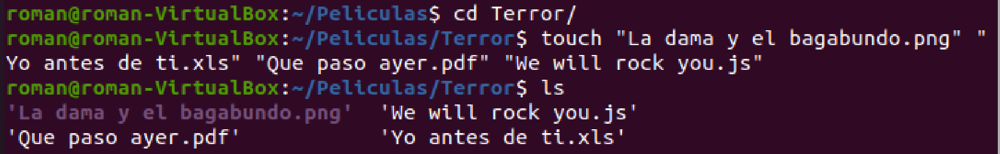 roman@roman-VirtualBox:~/Peliculas$ cd Terror/
roman@roman-VirtualBox:~/Peliculas/Terror$ touch "La dama y el bagabundo.png" "
Yo antes de ti.xls" "Que paso ayer.pdf" "We will rock you.js"
roman@roman-VirtualBox:~/Peliculas/Terror$ ls
'La dama y el bagabundo.png'  'We will rock you.js'
'Que paso ayer.pdf'           'Yo antes de ti.xls'